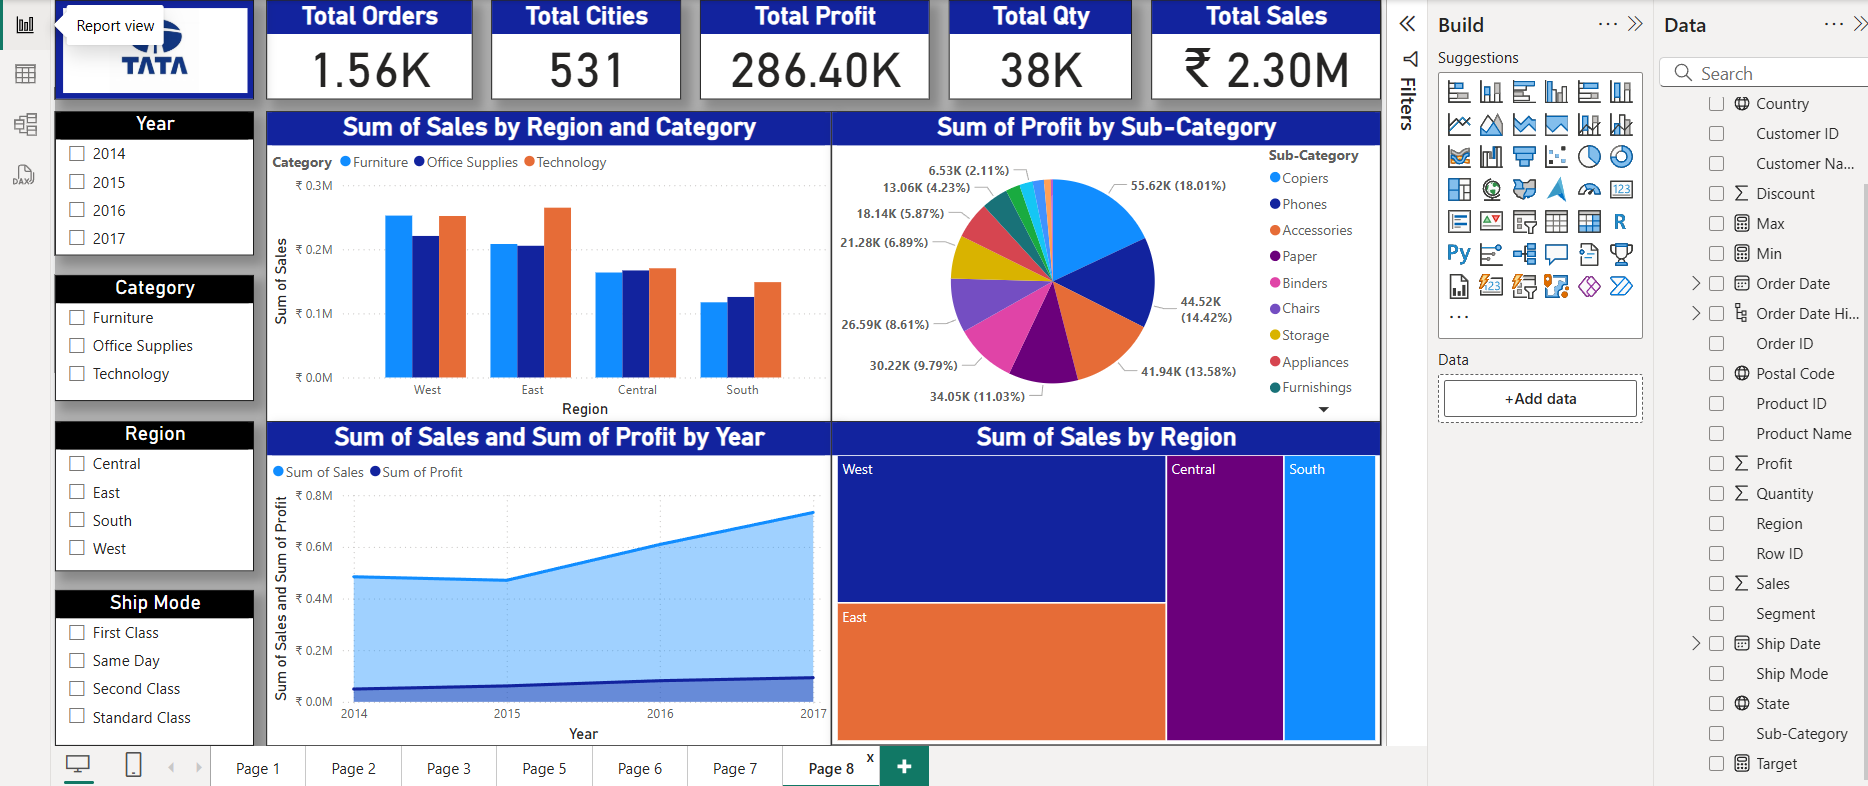 Report view
TATA
Total Orders
1.56K
Total Cities
531
Total Profit
286.40K
Total Qty
38K
Total Sales
₹ 2.30M
Year
2014
2015
2016
2017
Category
Furniture
Office Supplies
Technology
Region
Central
East
South
West
Ship Mode
First Class
Same Day
Second Class
Standard Class
Sum of Sales by Region and Category
Category Furniture Office Supplies Technology
Sum of Sales
₹ 0.3M
₹ 0.2M
₹ 0.1M
₹ 0.0M
West East Central South
Region
Sum of Profit by Sub-Category
6.53K (2.11%)
13.06K (4.23%)
18.14K (5.87%)
21.28K (6.89%)
26.59K (8.61%)
30.22K (9.79%)
34.05K (11.03%)
55.62K (18.01%)
44.52K
(14.42%)
41.94K (13.58%)
Sub-Category
Copiers
Phones
Accessories
Paper
Binders
Chairs
Storage
Appliances
Furnishings
Sum of Sales and Sum of Profit by Year
Sum of Sales Sum of Profit
Sum of Sales and Sum of Profit
₹ 0.8M
₹ 0.6M
₹ 0.4M
₹ 0.2M
₹ 0.0M
2014 2015 2016 2017
Year
Sum of Sales by Region
West
East
Central
South
Page 1 Page 2 Page 3 Page 5 Page 6 Page 7 Page 8 x +
Filters
Build ...
Suggestions
123
R
Py
123
...
Data
+Add data
Data ...
Search
Country
Customer ID
Customer Na...
Discount
Max
Min
Order Date
Order Date Hi...
Order ID
Postal Code
Product ID
Product Name
Profit
Quantity
Region
Row ID
Sales
Segment
Ship Date
Ship Mode
State
Sub-Category
Target
DAX